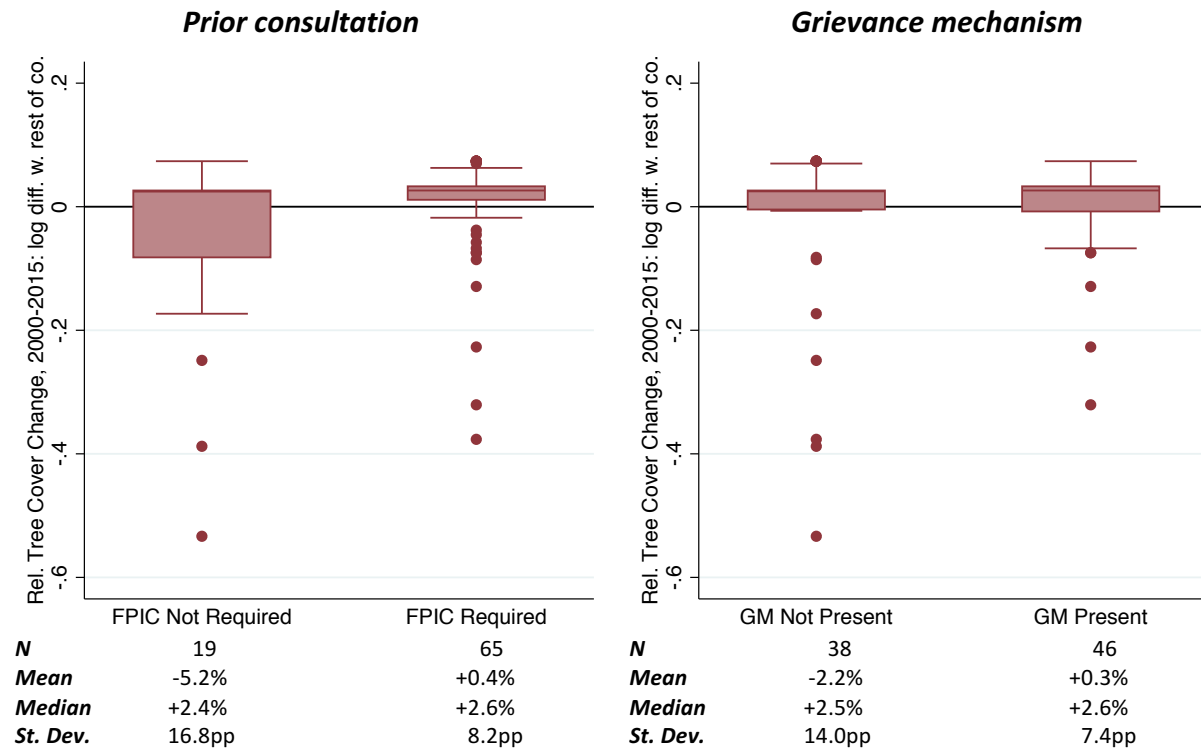 Prior consultation
Grievance mechanism
Rel. Tree Cover Change, 2000-2015: log diff. w. rest of co.
.2
0
-.2
-.4
-.6
FPIC Not Required FPIC Required
Rel. Tree Cover Change, 2000-2015: log diff. w. rest of co.
.2
0
-.2
-.4
-.6
GM Not Present GM Present
N 19 65 38 46
Mean -5.2% +0.4% -2.2% +0.3%
Median +2.4% +2.6% +2.5% +2.6%
St. Dev. 16.8pp 8.2pp 14.0pp 7.4pp